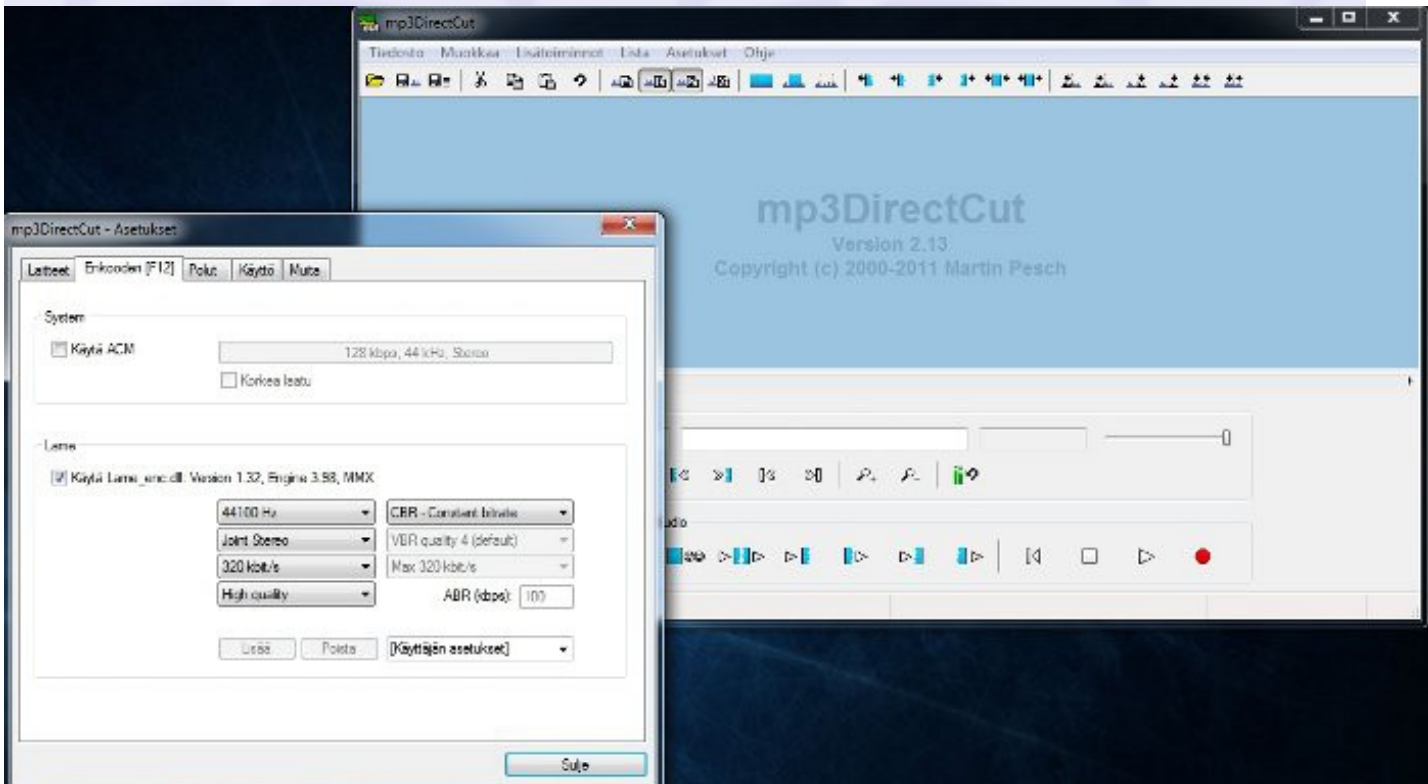 mp3DirectCut
Tiedosto Muokkaa Lisätoiminnot Lista Asetukset Ohje
mp3DirectCut
Version 2.13
Copyright (c) 2000-2011 Martin Pesch
mp3DirectCut - Asetukset
Laitteet Enkooderi [F12] Polut Käyttö Muita
System
Käytä ACM
128 kbps, 44 kHz, Stereo
Korkea laatu
Lame
Käytä Lame_enc.dll: Version 1.32, Engine 3.98, MMX
44100 Hz CBR - Constant bitrate
Joint Stereo VBR quality 4 (default)
320 kbit/s Max 320 kbit/s
High quality ABR (kbps): 100
Lisää Poista [Käyttäjän asetukset]
Sulje